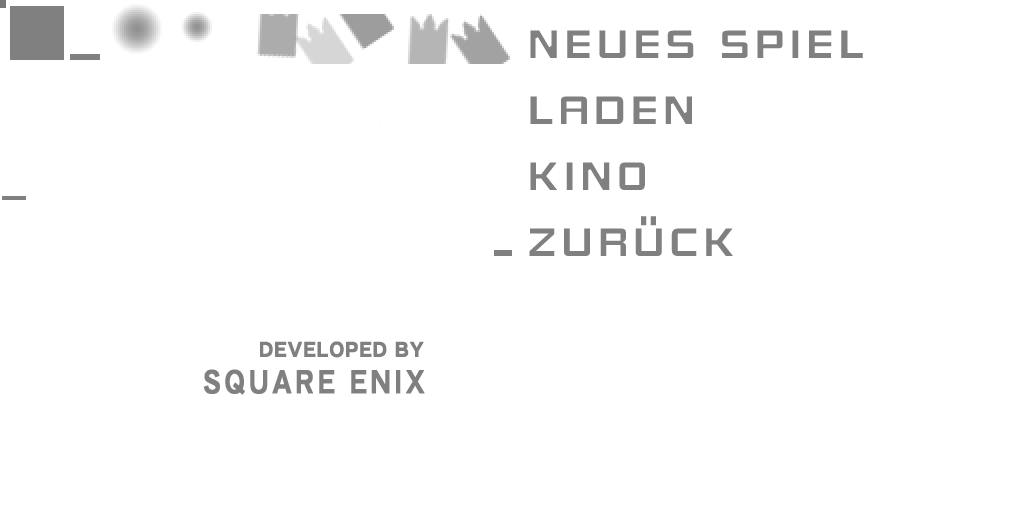 NEUES SPIEL
LADEN
KINO
ZURÜCK
DEVELOPED BY
SQUARE ENIX